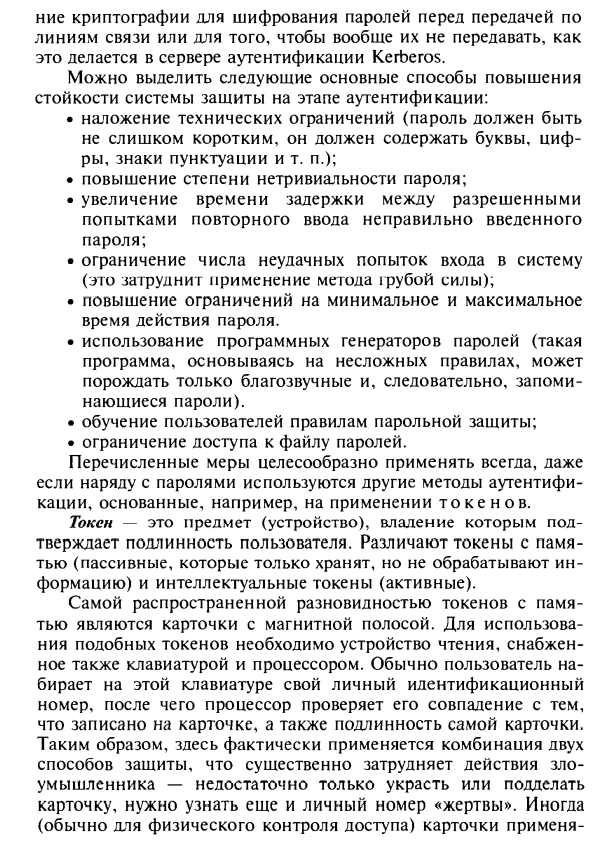 ние криптографии для шифрования паролей перед передачей по
линиям связи или для того, чтобы вообще их не передавать, как
это делается в сервере аутентификации Kerberos.
Можно выделить следующие основные способы повышения
стойкости системы защиты на этапе аутентификации:
• наложение технических ограничений (пароль должен быть
не слишком коротким, он должен содержать буквы, циф-
ры, знаки пунктуации и т. п.);
• повышение степени нетривиальности пароля;
• увеличение времени задержки между разрешенными
попытками повторного ввода неправильно введенного
пароля;
• ограничение числа неудачных попыток входа в систему
(это затруднит применение метода грубой силы);
• повышение ограничений на минимальное и максимальное
время действия пароля.
• использование программных генераторов паролей (такая
программа, основываясь на несложных правилах, может
порождать только благозвучные и, следовательно, запоми-
нающиеся пароли).
• обучение пользователей правилам парольной защиты;
• ограничение доступа к файлу паролей.
Перечисленные меры целесообразно применять всегда, даже
если наряду с паролями используются другие методы аутентифи-
кации, основанные, например, на применении токенов.
Токен — это предмет (устройство), владение которым под-
тверждает подлинность пользователя. Различают токены с памя-
тью (пассивные, которые только хранят, но не обрабатывают ин-
формацию) и интеллектуальные токены (активные).
Самой распространенной разновидностью токенов с памя-
тью являются карточки с магнитной полосой. Для использова-
ния подобных токенов необходимо устройство чтения, снабжен-
ное также клавиатурой и процессором. Обычно пользователь на-
бирает на этой клавиатуре свой личный идентификационный
номер, после чего процессор проверяет его совпадение с тем,
что записано на карточке, а также подлинность самой карточки.
Таким образом, здесь фактически применяется комбинация двух
способов защиты, что существенно затрудняет действия зло-
умышленника — недостаточно только украсть или подделать
карточку, нужно узнать еще и личный номер «жертвы». Иногда
(обычно для физического контроля доступа) карточки применя-